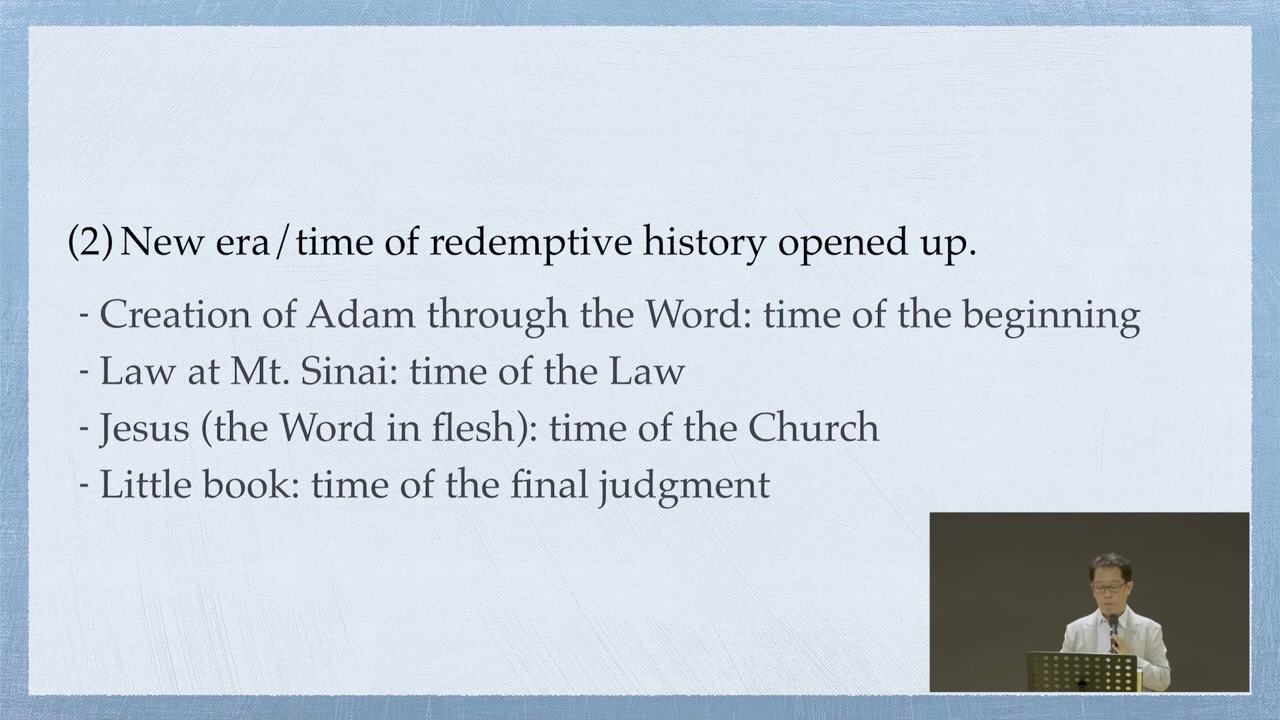 (2) New era/time of redemptive history opened up.
- Creation of Adam through the Word: time of the beginning
- Law at Mt. Sinai: time of the Law
- Jesus (the Word in flesh): time of the Church
- Little book: time of the final judgment